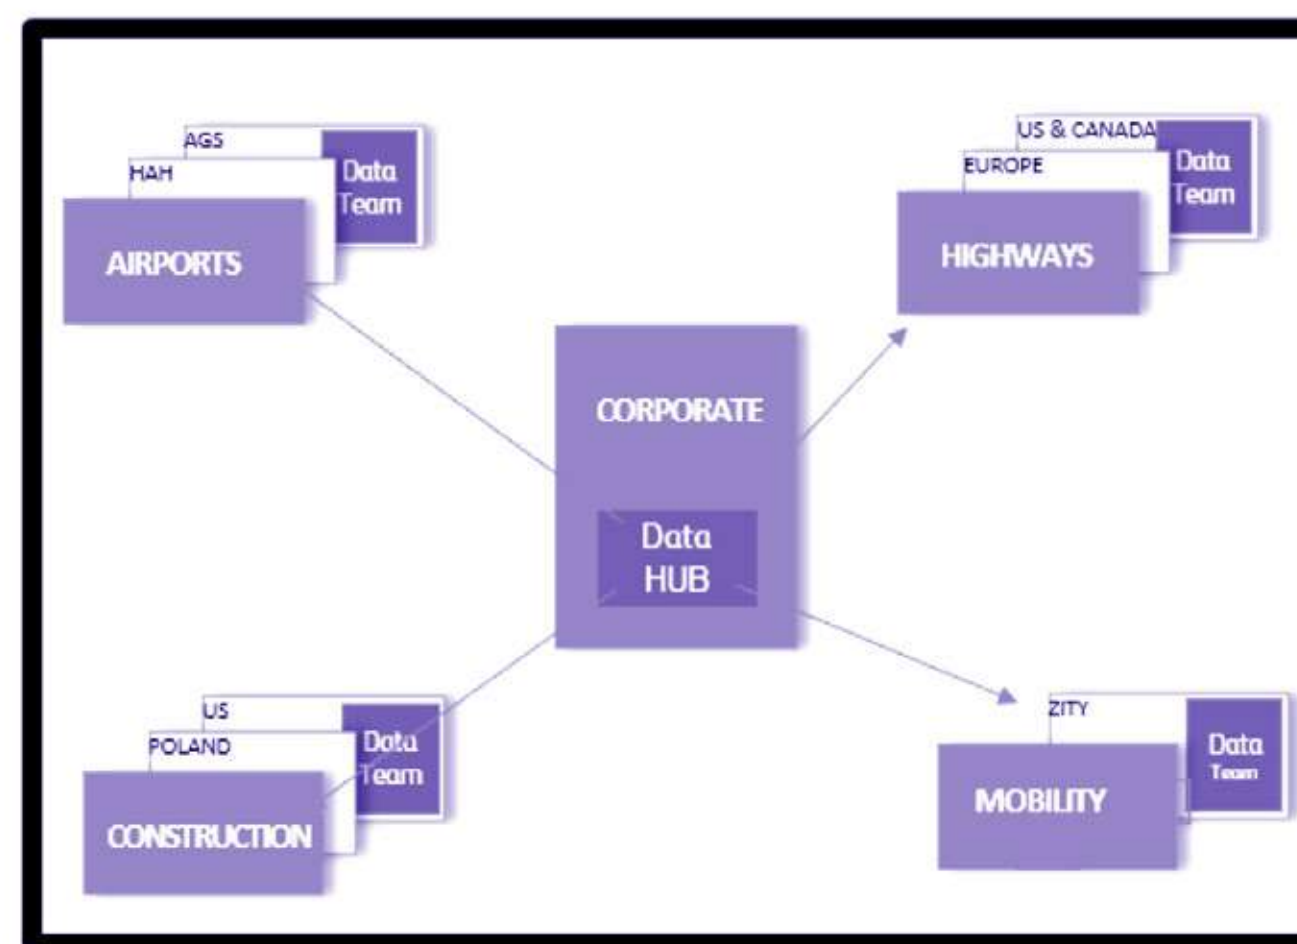 AGS
HAH
Data
Team
AIRPORTS
US & CANADA
EUROPE
Data
Team
HIGHWAYS
CORPORATE
Data
HUB
US
POLAND
Data
Team
CONSTRUCTION
ZITY
Data
Team
MOBILITY